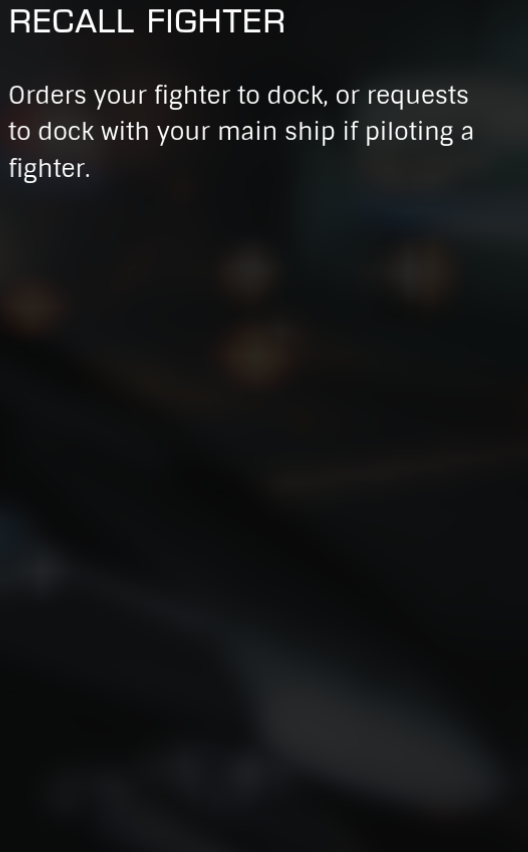 RECALL FIGHTER
Orders your fighter to dock, or requests
to dock with your main ship if piloting a
fighter.